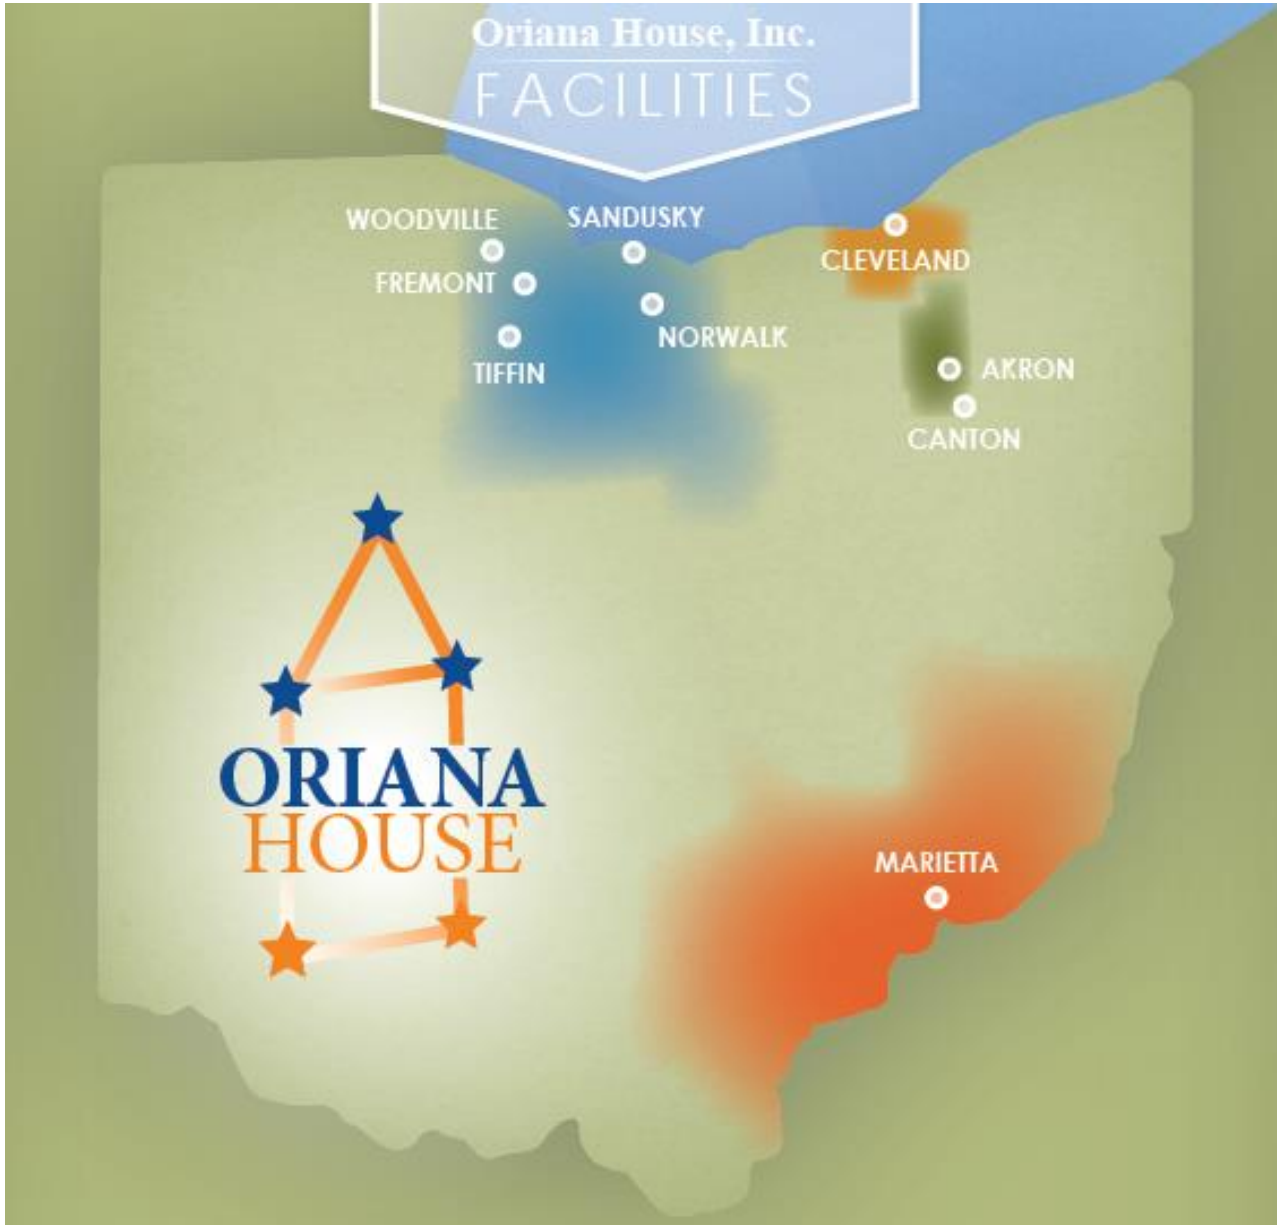 Oriana House, Inc.
FACILITIES
WOODVILLE
SANDUSKY
CLEVELAND
FREMONT
NORWALK
TIFFIN
AKRON
CANTON
ORIANA
HOUSE
MARIETTA